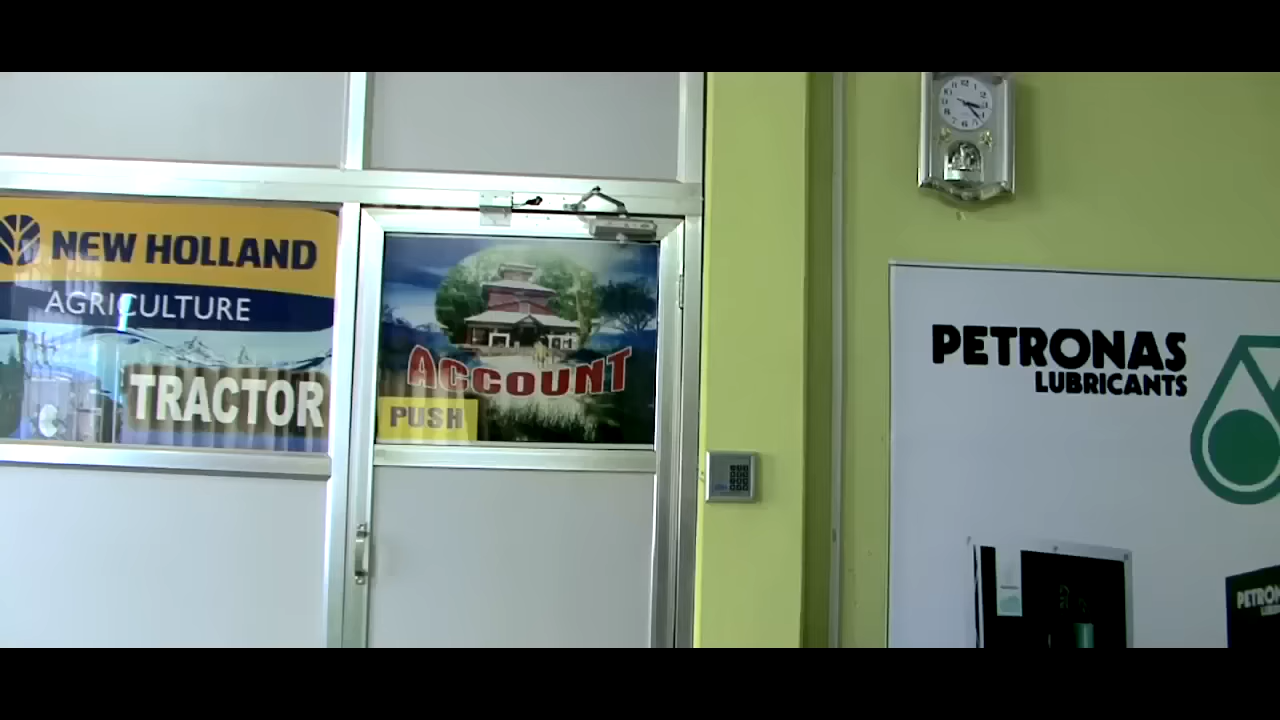 NEW HOLLAND
AGRICULTURE
TRACTOR
ACCOUNT
PUSH
PETRONAS
LUBRICANTS